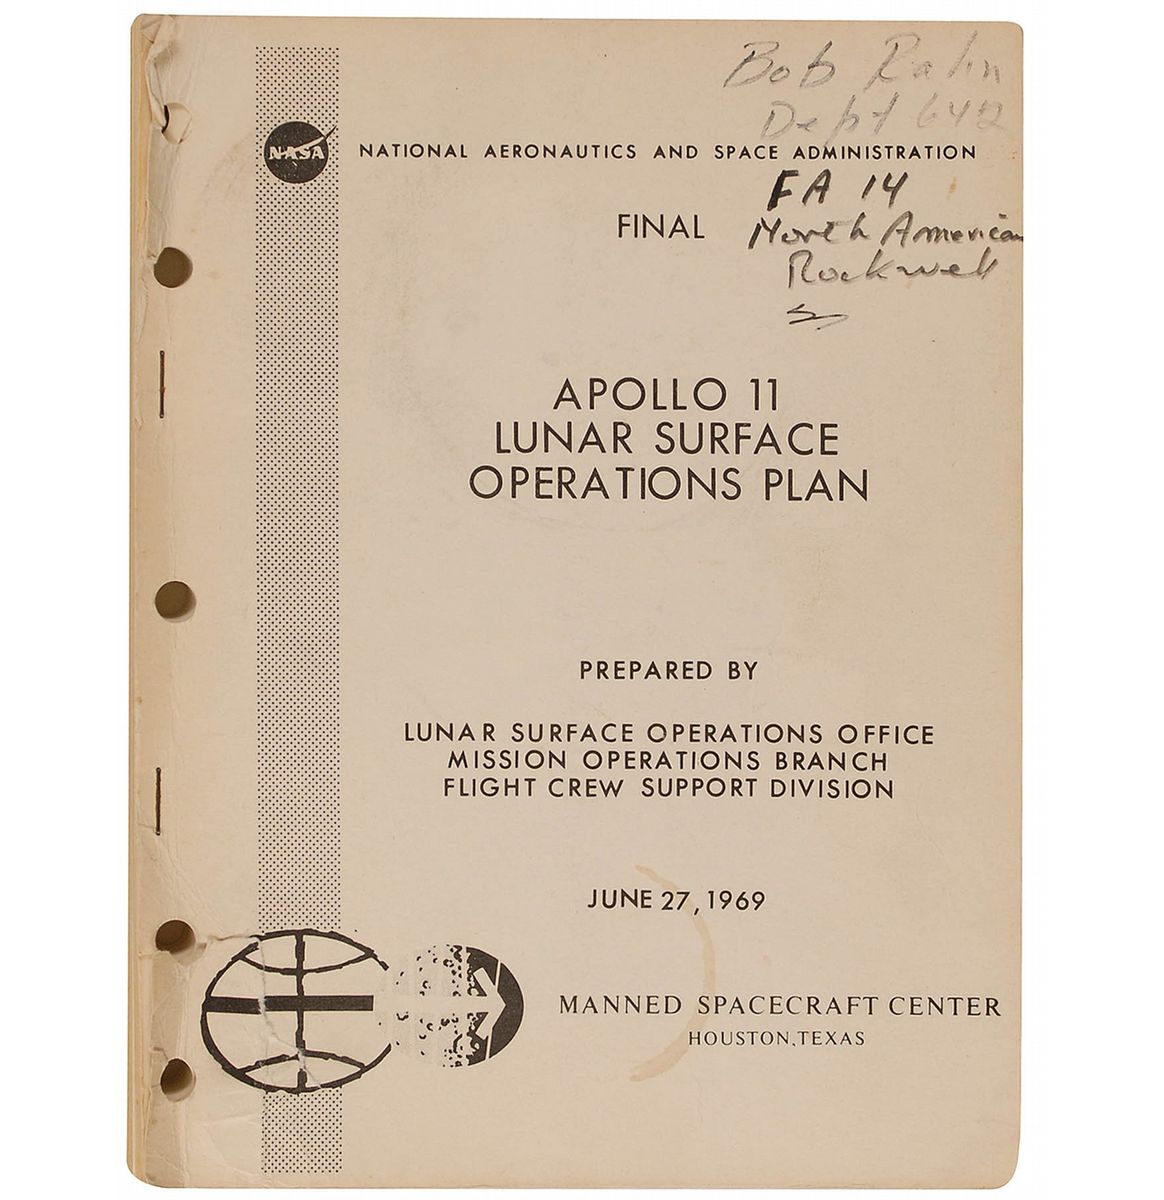 Bob Rahn
Dept 642
NASA
NATIONAL AERONAUTICS AND SPACE ADMINISTRATION
FA 14
FINAL
North American
Rockwell
APOLLO 11
LUNAR SURFACE
OPERATIONS PLAN
PREPARED BY
LUNAR SURFACE OPERATIONS OFFICE
MISSION OPERATIONS BRANCH
FLIGHT CREW SUPPORT DIVISION
JUNE 27, 1969
MANNED SPACECRAFT CENTER
HOUSTON, TEXAS